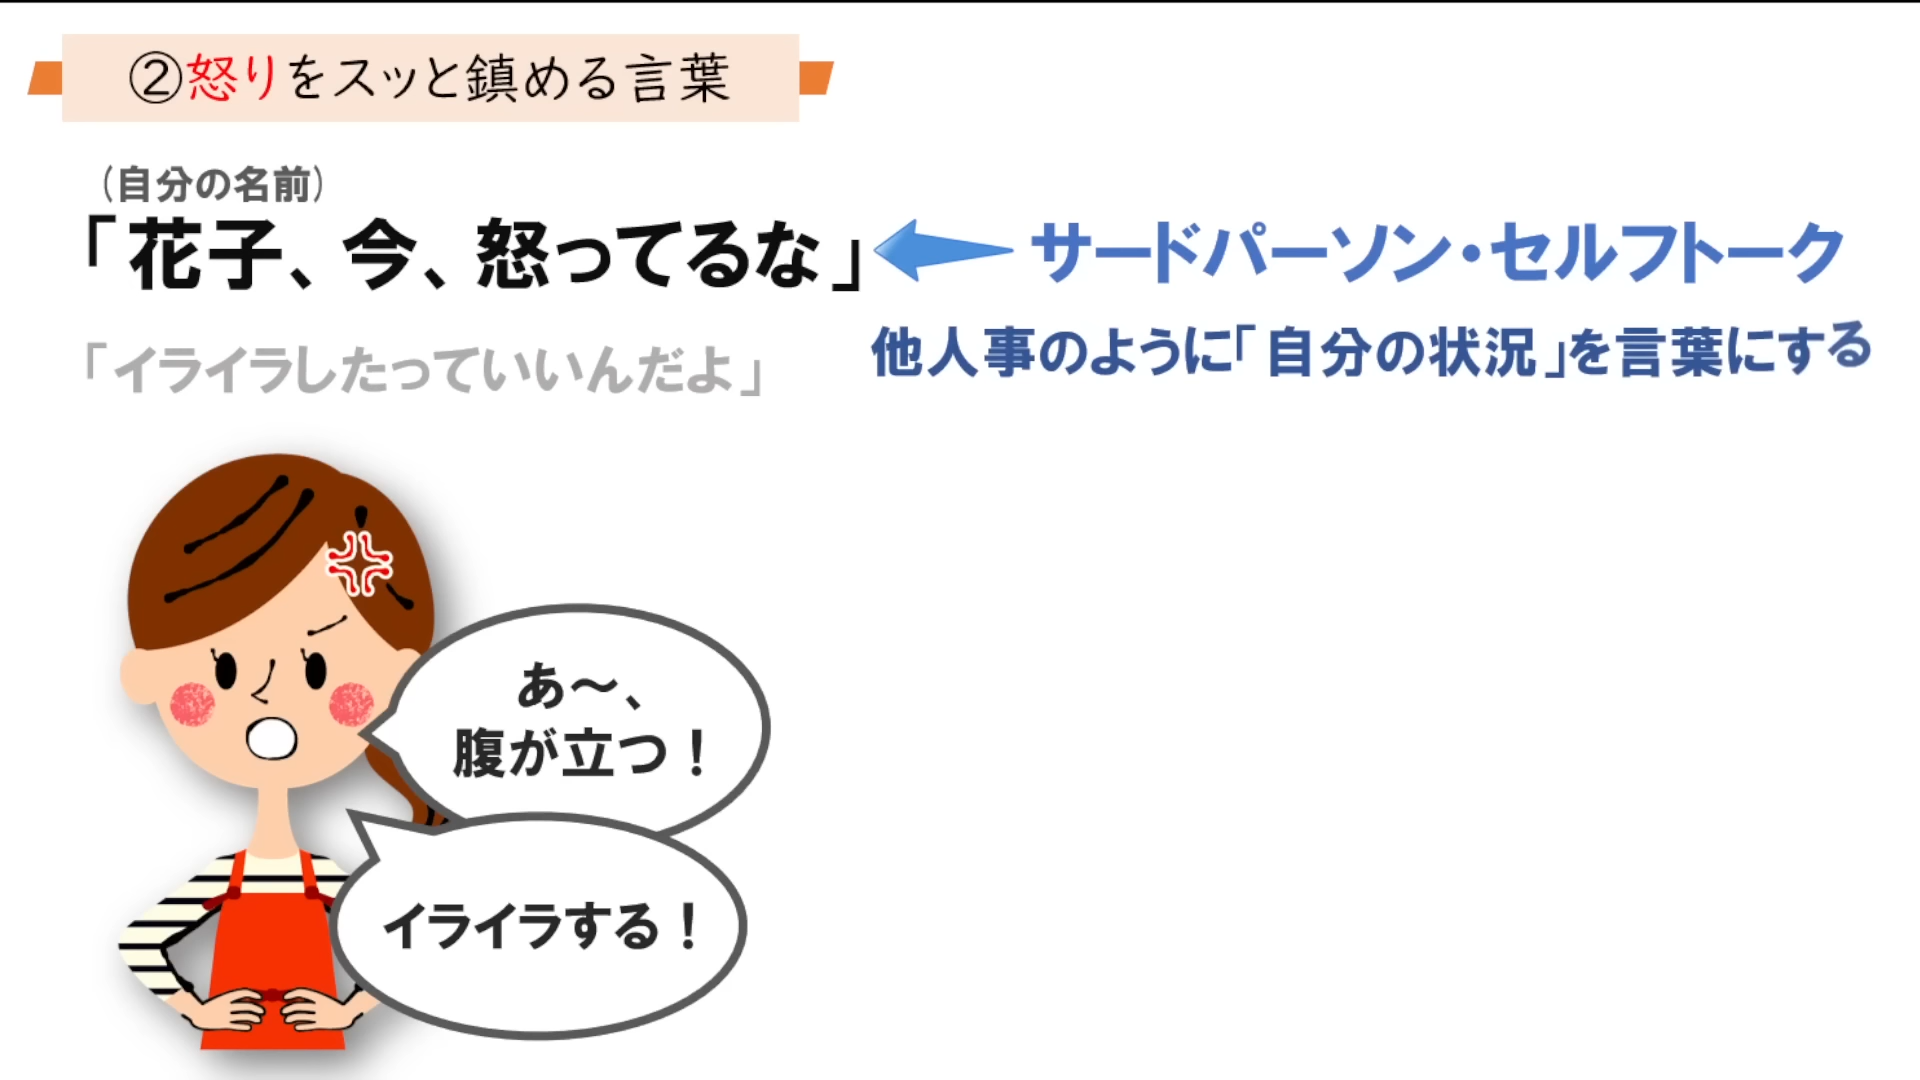 ②怒りをスッと鎮める言葉
(自分の名前)
「花子、今、怒ってるな」
サードパーソン・セルフトーク
他人事のように「自分の状況」を言葉にする
「イライラしたっていいんだよ」
あ～、
腹が立つ！
イライラする！